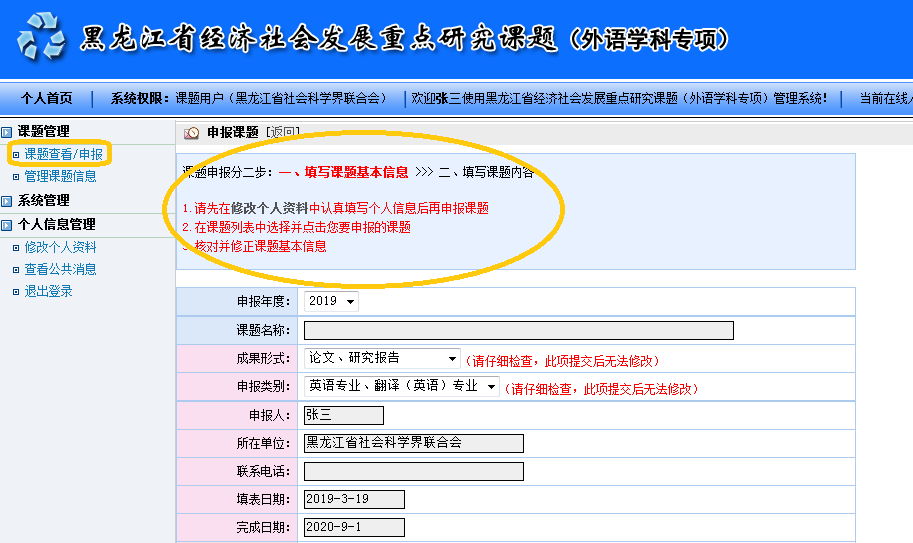 黑龙江省经济社会发展重点研究课题（外语学科专项）
个人首页 | 系统权限：课题用户（黑龙江省社会科学界联合会） | 欢迎张三使用黑龙江省经济社会发展重点研究课题（外语学科专项）管理系统！ | 当前在线
课题管理
课题查看/申报
管理课题信息
系统管理
个人信息管理
修改个人资料
查看公共消息
退出登录
申报课题 [返回]
课题申报分二步：一、填写课题基本信息 >>> 二、填写课题内容
1. 请先在修改个人资料中认真填写个人信息后再申报课题
2. 在课题列表中选择并点击您要申报的课题
核对并修正课题基本信息
申报年度： 2019
课题名称：
成果形式： 论文、研究报告 （请仔细检查，此项提交后无法修改）
申报类别： 英语专业、翻译（英语）专业 （请仔细检查，此项提交后无法修改）
申报人： 张三
所在单位： 黑龙江省社会科学界联合会
联系电话：
填表日期： 2019-3-19
完成日期： 2020-9-1